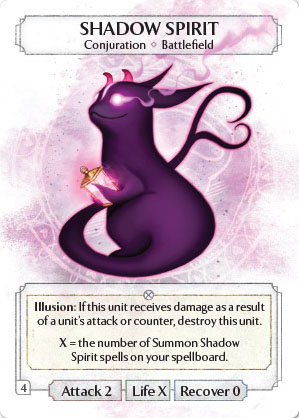 SHADOW SPIRIT
Conjuration ◇ Battlefield
Illusion: If this unit receives damage as a result
of a unit's attack or counter, destroy this unit.
X = the number of Summon Shadow
Spirit spells on your spellboard.
4
Attack 2 Life X Recover 0